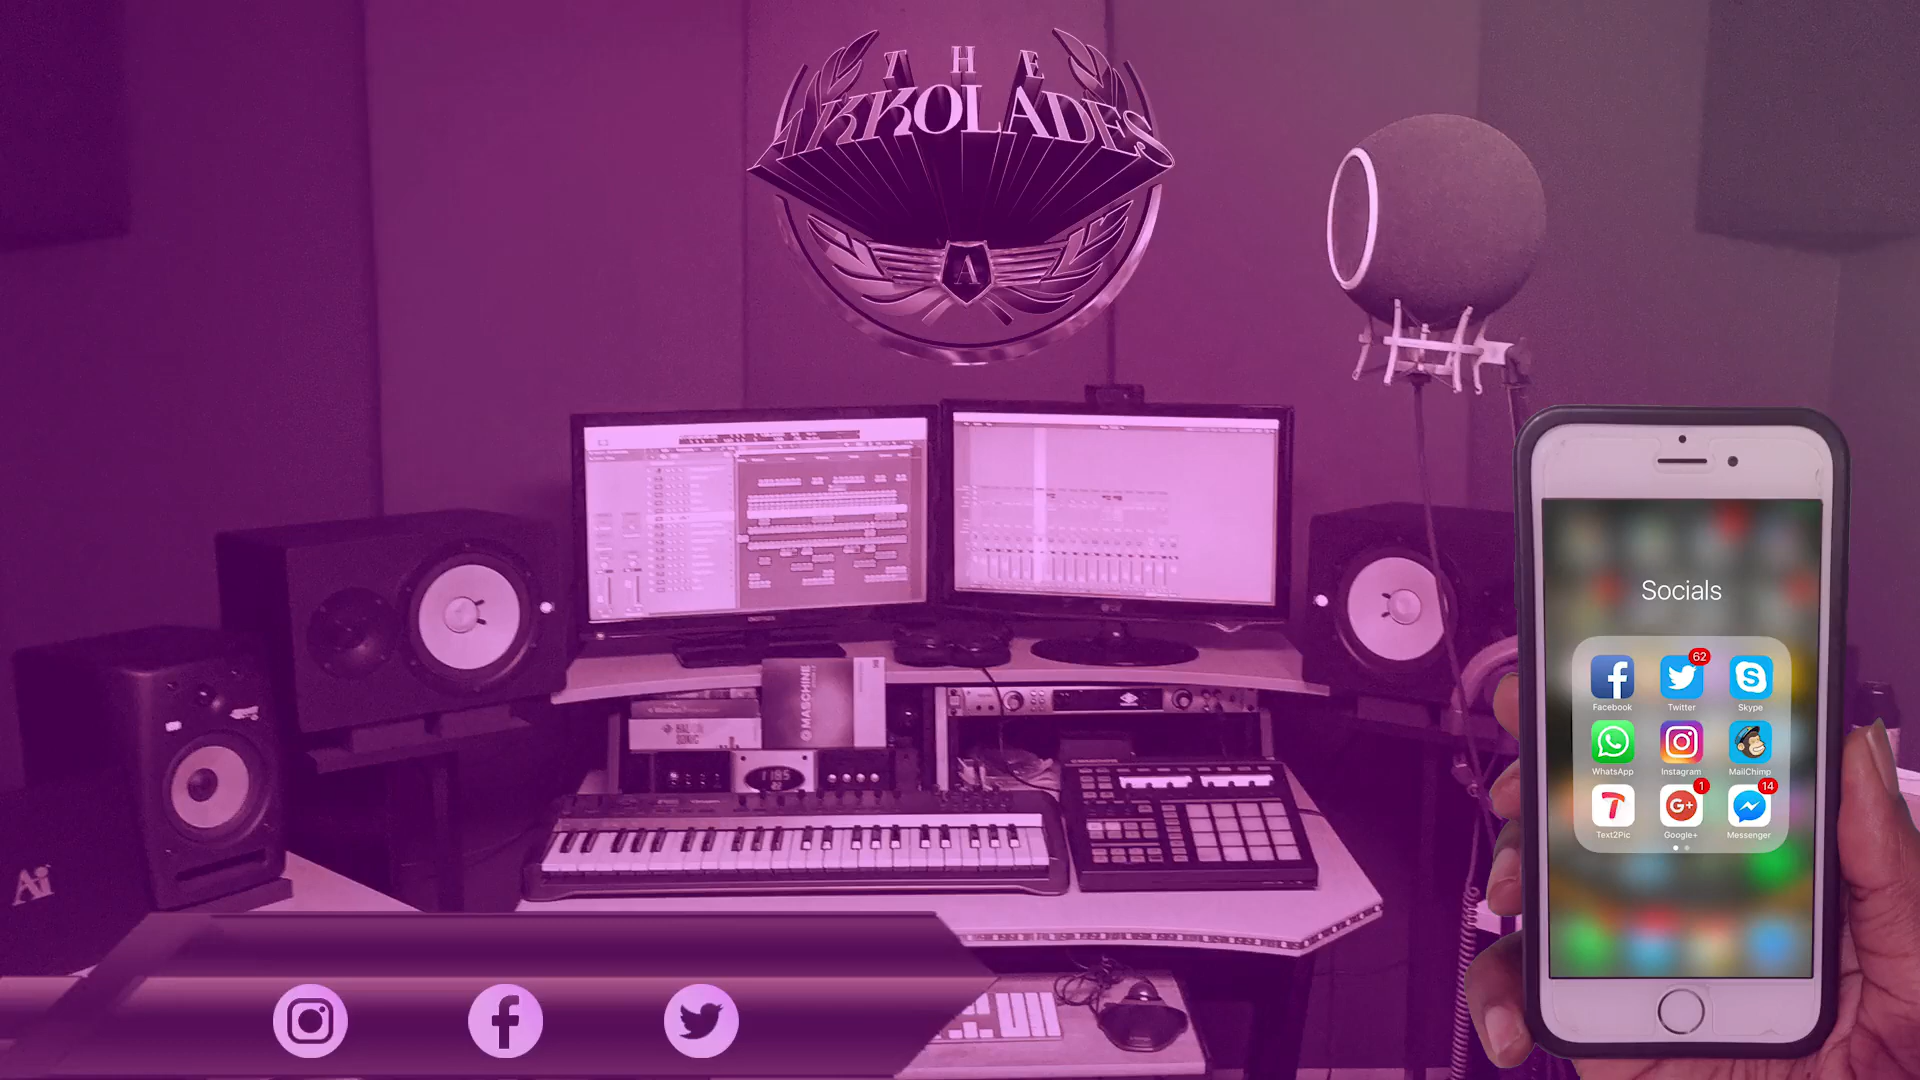 THE
AKKOLADES
A
MASCHINE
Socials
62
Facebook
Twitter
Skype
WhatsApp
Instagram
MailChimp
1
14
Text2Pic
Google+
Messenger
Ai